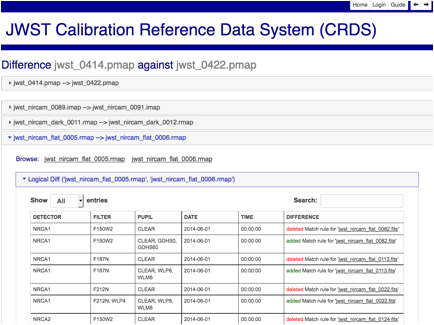 Home Login Guide
JWST Calibration Reference Data System (CRDS)
Difference jwst_0414.pmap against jwst_0422.pmap
jwst_0414.pmap --> jwst_0422.pmap
jwst_nircam_0089.imap --> jwst_nircam_0091.imap
jwst_nircam_dark_0011.rmap --> jwst_nircam_dark_0012.rmap
jwst_nircam_flat_0005.rmap --> jwst_nircam_flat_0006.rmap
Browse: jwst_nircam_flat_0005.rmap jwst_nircam_flat_0006.rmap
Logical Diff ('jwst_nircam_flat_0005.rmap', 'jwst_nircam_flat_0006.rmap')
Show All entries Search:
DETECTOR FILTER PUPIL DATE TIME DIFFERENCE
NRCA1 F150W2 CLEAR 2014-06-01 00:00:00 deleted Match rule for 'jwst_nircam_flat_0082.fits'
NRCA1 F150W2 CLEAR, GDHS0, GDHS60 2014-06-01 00:00:00 added Match rule for 'jwst_nircam_flat_0082.fits'
NRCA1 F187N CLEAR 2014-06-01 00:00:00 deleted Match rule for 'jwst_nircam_flat_0113.fits'
NRCA1 F187N CLEAR, WLP8, WLM8 2014-06-01 00:00:00 added Match rule for 'jwst_nircam_flat_0113.fits'
NRCA1 F212N CLEAR 2014-06-01 00:00:00 deleted Match rule for 'jwst_nircam_flat_0022.fits'
NRCA1 F212N, WLP4 CLEAR, WLP8, WLM8 2014-06-01 00:00:00 added Match rule for 'jwst_nircam_flat_0022.fits'
NRCA2 F150W2 CLEAR 2014-06-01 00:00:00 deleted Match rule for 'jwst_nircam_flat_0124.fits'